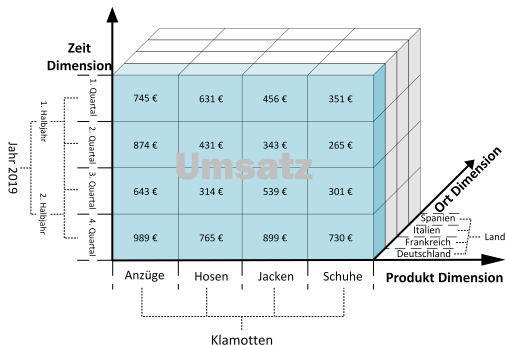 Zeit
Dimension
1. Quartal
745 € 631 € 456 € 351 €
1. Halbjahr
2. Quartal
874 € 431 € 343 € 265 €
Umsatz
Jahr 2019
3. Quartal
643 € 314 € 539 € 301 €
2. Halbjahr
4. Quartal
989 € 765 € 899 € 730 €
Ort Dimension
Spanien
Italien
Frankreich
Deutschland
Land
Anzüge Hosen Jacken Schuhe
Produkt Dimension
Klamotten